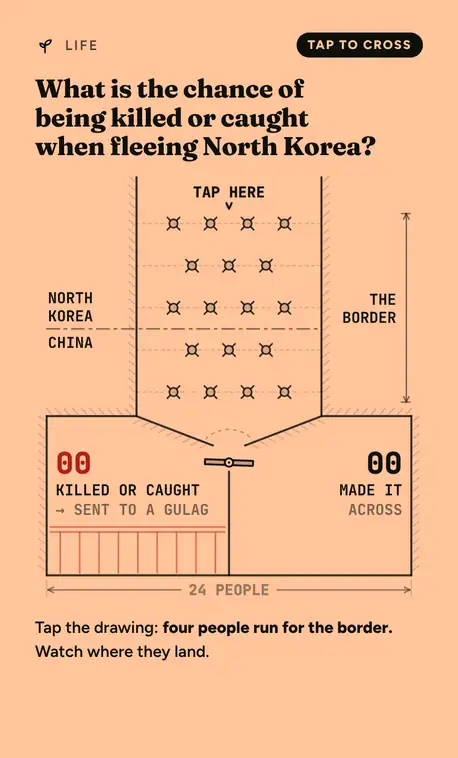 LIFE
TAP TO CROSS
What is the chance of
being killed or caught
when fleeing North Korea?
TAP HERE
NORTH
KOREA
CHINA
THE
BORDER
00
KILLED OR CAUGHT
→ SENT TO A GULAG
00
MADE IT
ACROSS
24 PEOPLE
Tap the drawing: four people run for the border.
Watch where they land.